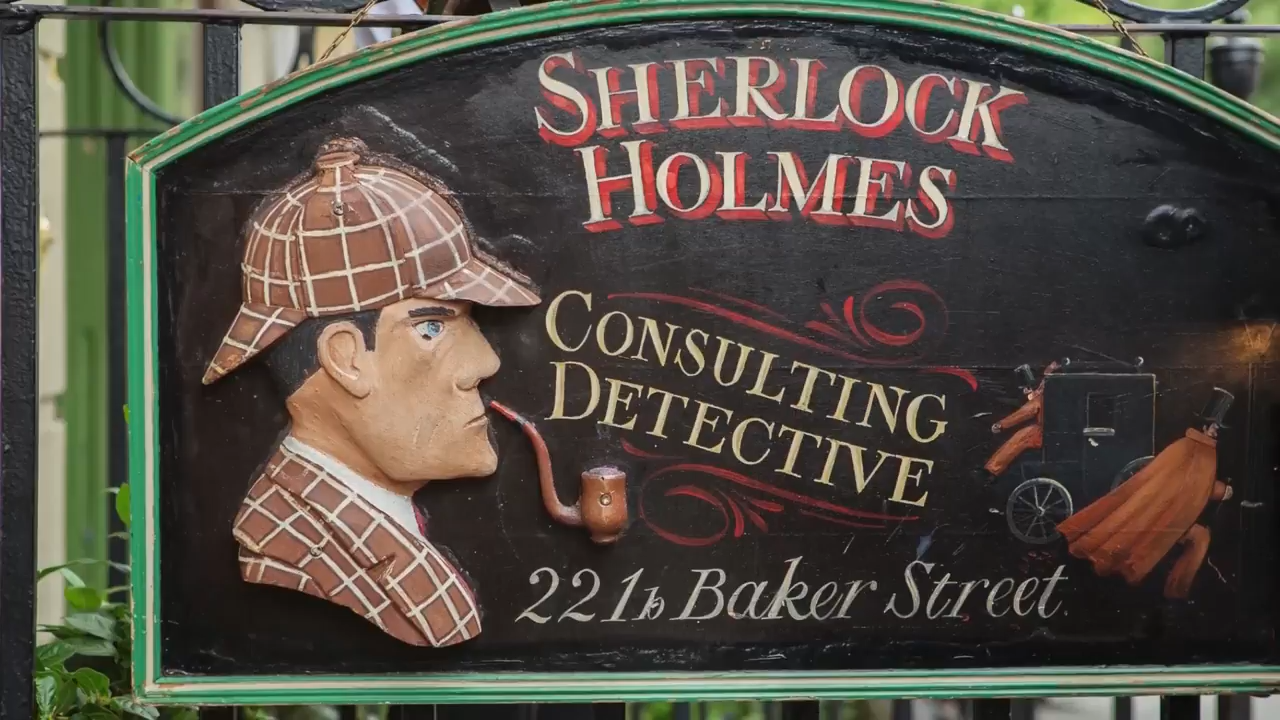 SHERLOCK
HOLMES
CONSULTING
DETECTIVE
221b Baker Street